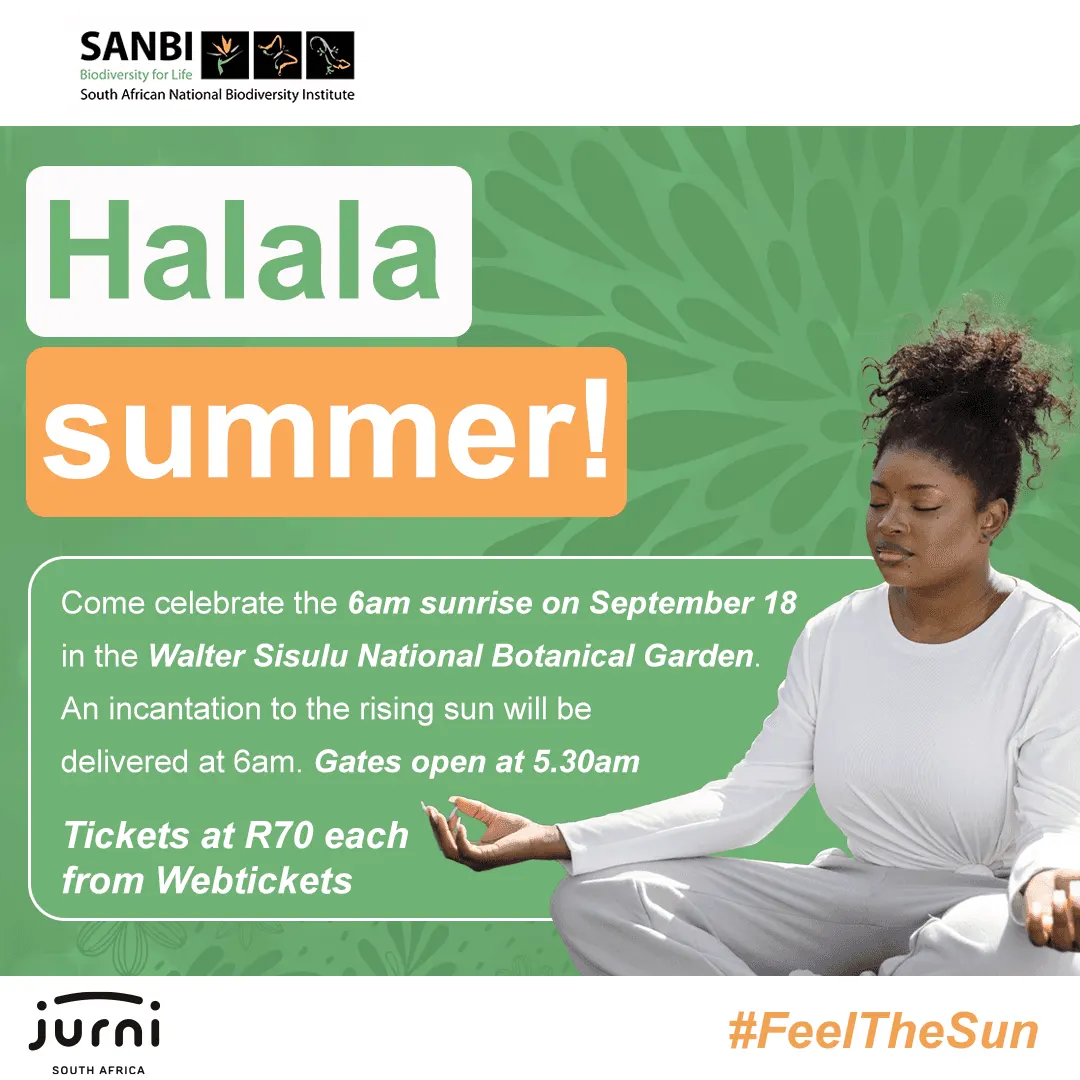 SANBI
Biodiversity for Life
South African National Biodiversity Institute
Halala
summer!
Come celebrate the 6am sunrise on September 18
in the Walter Sisulu National Botanical Garden.
An incantation to the rising sun will be
delivered at 6am. Gates open at 5.30am
Tickets at R70 each
from Webtickets
jurni
SOUTH AFRICA
#FeelTheSun